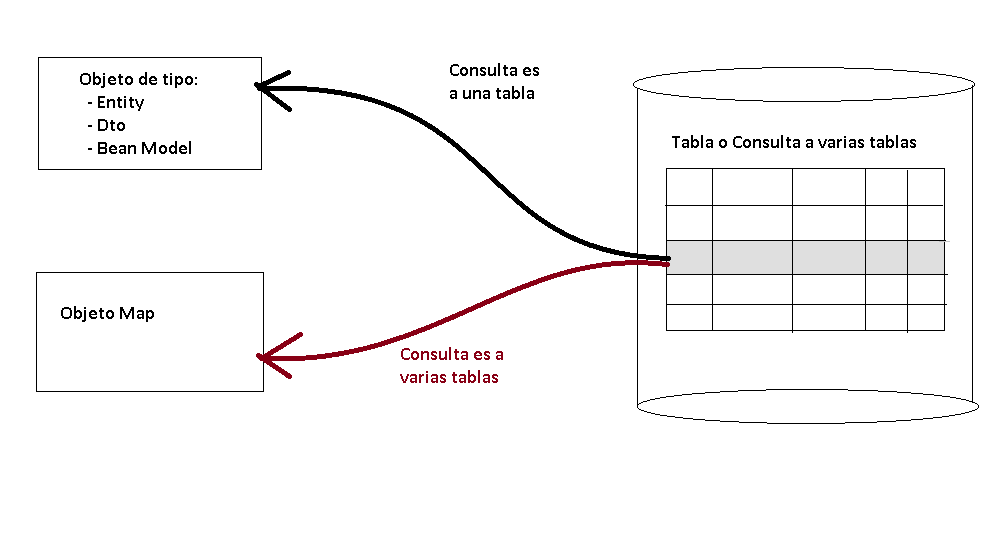 Objeto de tipo:
- Entity
- Dto
- Bean Model
Consulta es
a una tabla
Tabla o Consulta a varias tablas
Objeto Map
Consulta es a
varias tablas